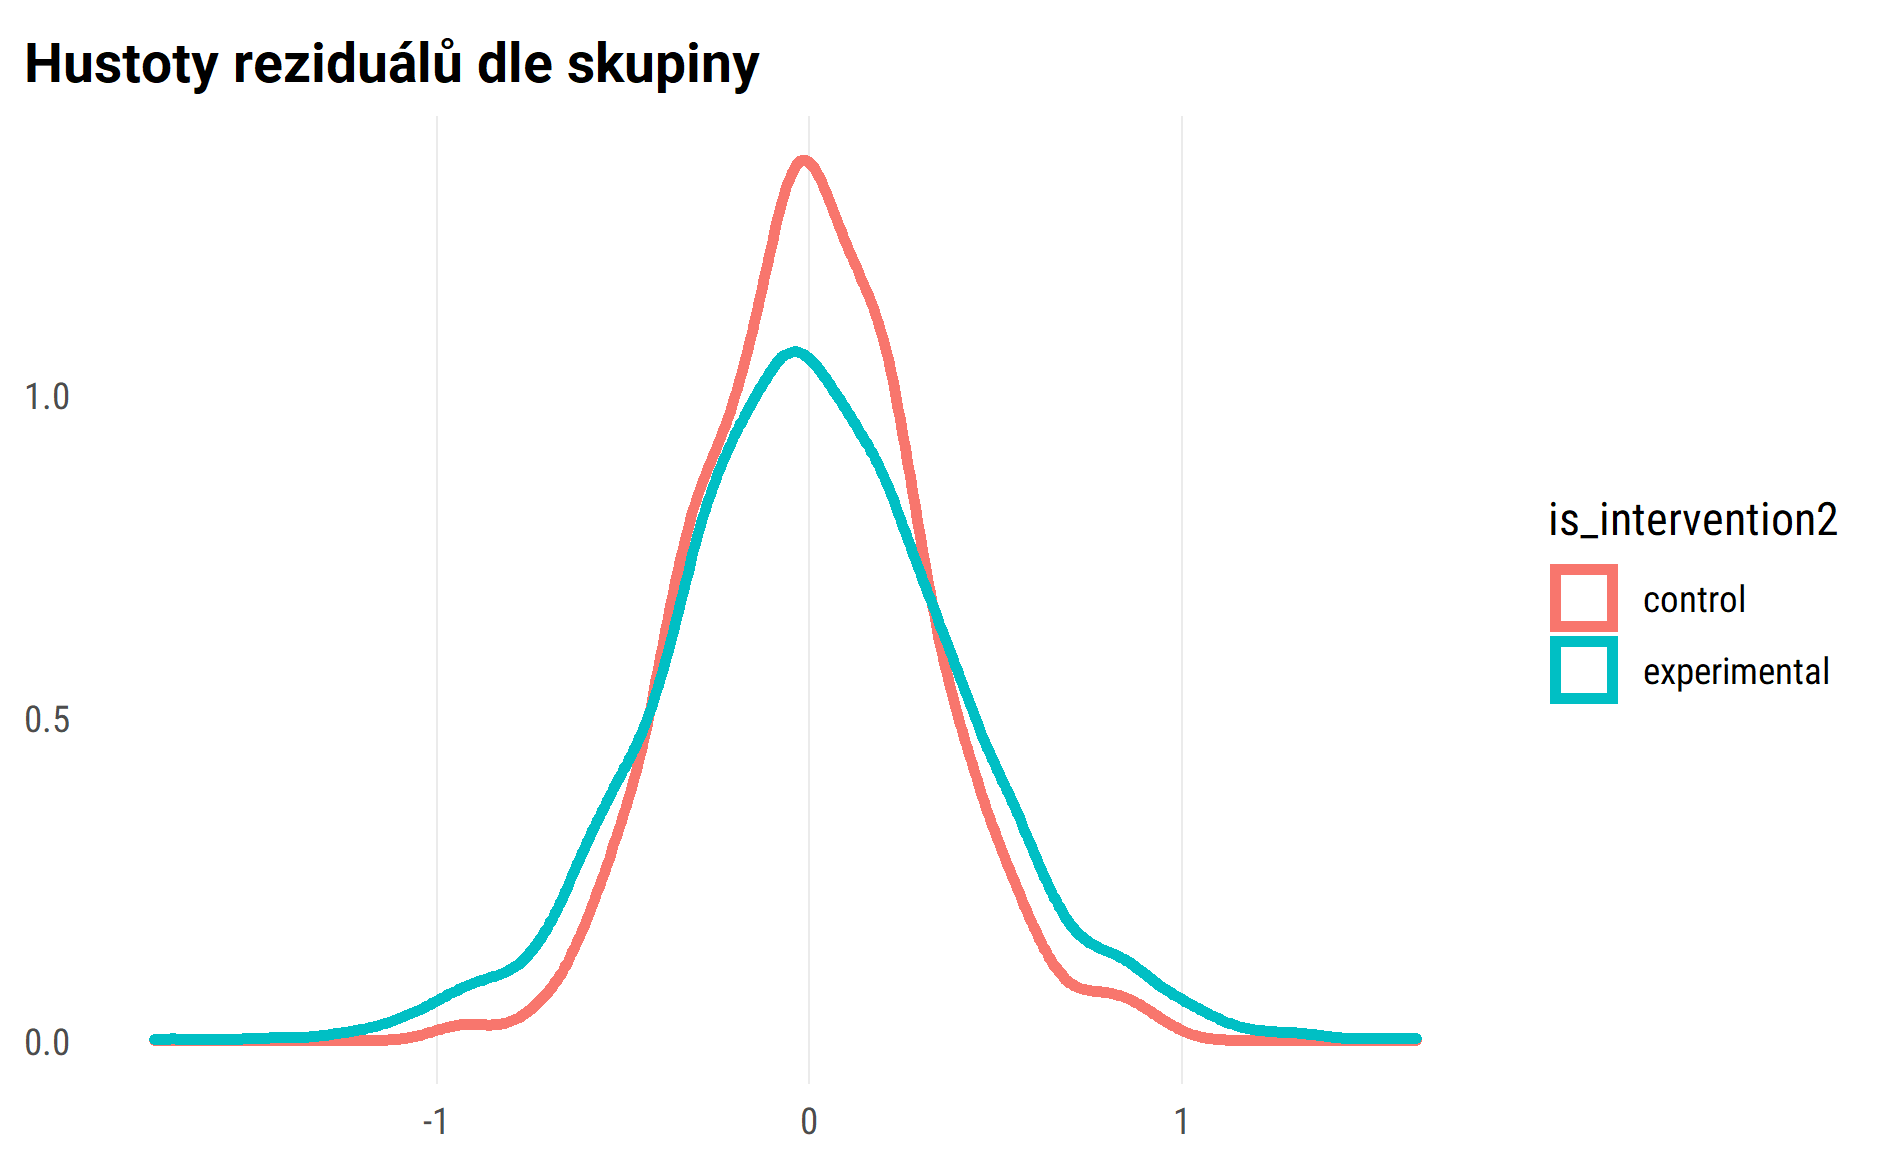 Hustoty reziduálů dle skupiny
1.0
0.5
0.0
-1
0
1
is_intervention2
control
experimental